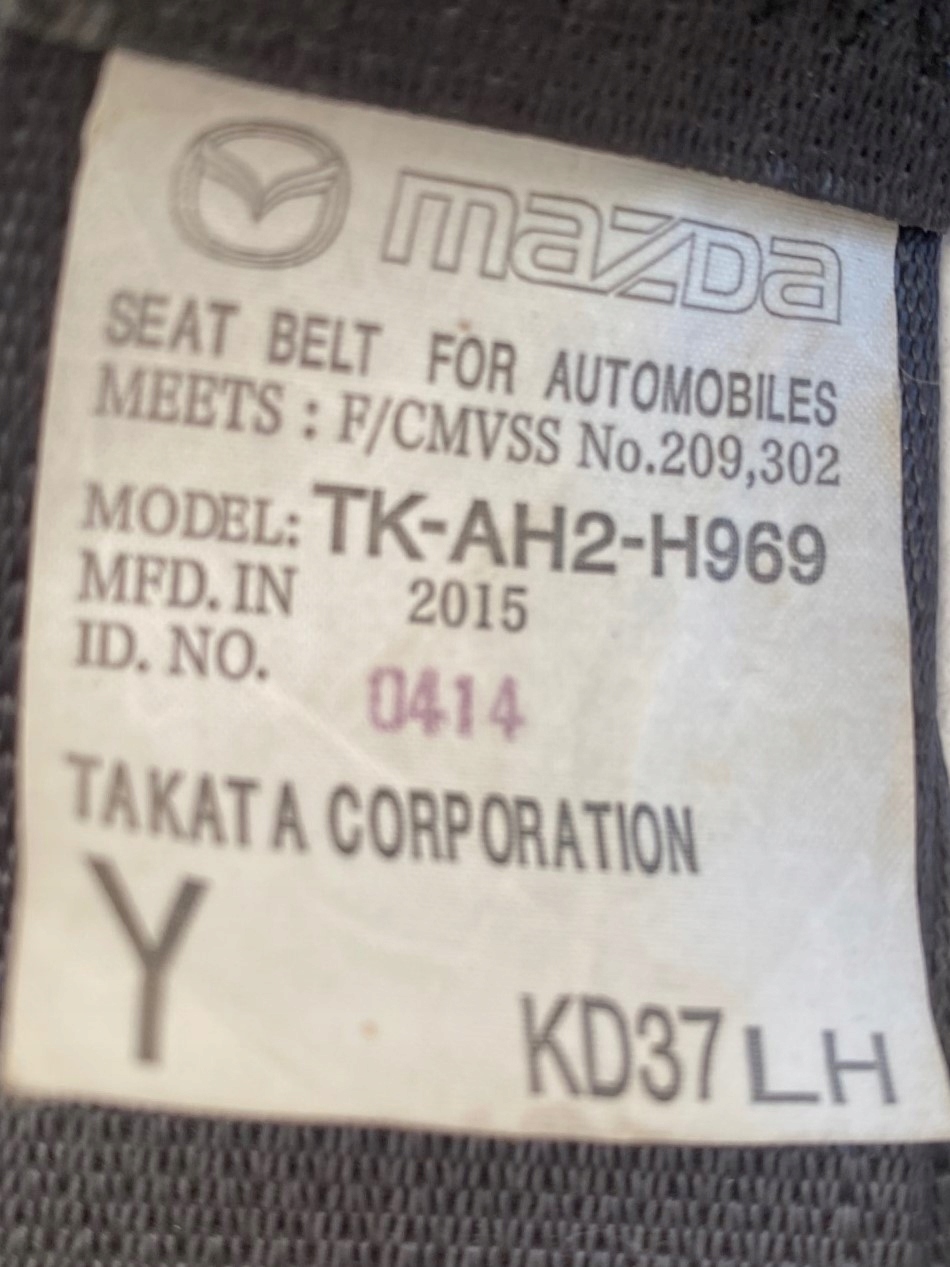 mazda
SEAT BELT FOR AUTOMOBILES
MEETS : F/CMVSS No.209,302
MODEL: TK-AH2-H969
MFD. IN 2015
ID. NO. 0414
TAKATA CORPORATION
Y
KD37 LH